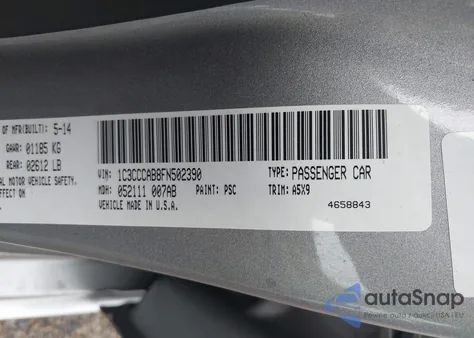 OF MFR(BUILT): 5-14
GAWR: 01185 KG
REAR: 02612 LB
AL MOTOR VEHICLE SAFETY.
EFFECT ON
VIN: 1C3CCCAB8FN502390
TYPE: PASSENGER CAR
MDH: 052111 007AB
PAINT: PSC
TRIM: A5X9
VEHICLE MADE IN U.S.A.
4658843
autoSnap